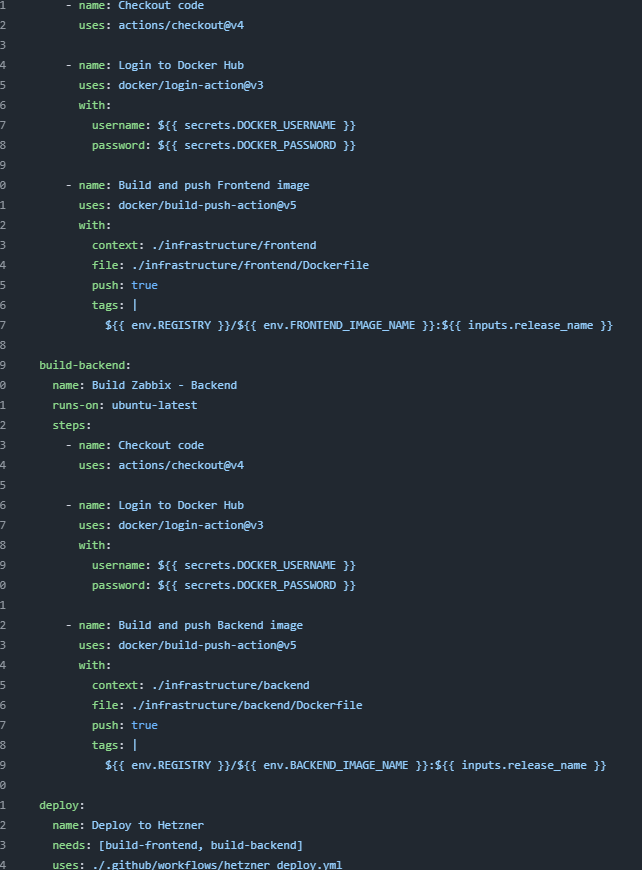 1 - name: Checkout code
2 uses: actions/checkout@v4
3
4 - name: Login to Docker Hub
5 uses: docker/login-action@v3
6 with:
7 username: ${{ secrets.DOCKER_USERNAME }}
8 password: ${{ secrets.DOCKER_PASSWORD }}
9
0 - name: Build and push Frontend image
1 uses: docker/build-push-action@v5
2 with:
3 context: ./infrastructure/frontend
4 file: ./infrastructure/frontend/Dockerfile
5 push: true
6 tags: |
7 ${{ env.REGISTRY }}/${{ env.FRONTEND_IMAGE_NAME }}:${{ inputs.release_name }}
8
9 build-backend:
0 name: Build Zabbix - Backend
1 runs-on: ubuntu-latest
2 steps:
3 - name: Checkout code
4 uses: actions/checkout@v4
5
6 - name: Login to Docker Hub
7 uses: docker/login-action@v3
8 with:
9 username: ${{ secrets.DOCKER_USERNAME }}
0 password: ${{ secrets.DOCKER_PASSWORD }}
1
2 - name: Build and push Backend image
3 uses: docker/build-push-action@v5
4 with:
5 context: ./infrastructure/backend
6 file: ./infrastructure/backend/Dockerfile
7 push: true
8 tags: |
9 ${{ env.REGISTRY }}/${{ env.BACKEND_IMAGE_NAME }}:${{ inputs.release_name }}
0
1 deploy:
2 name: Deploy to Hetzner
3 needs: [build-frontend, build-backend]
4 uses: ./.github/workflows/hetzner_deploy.yml